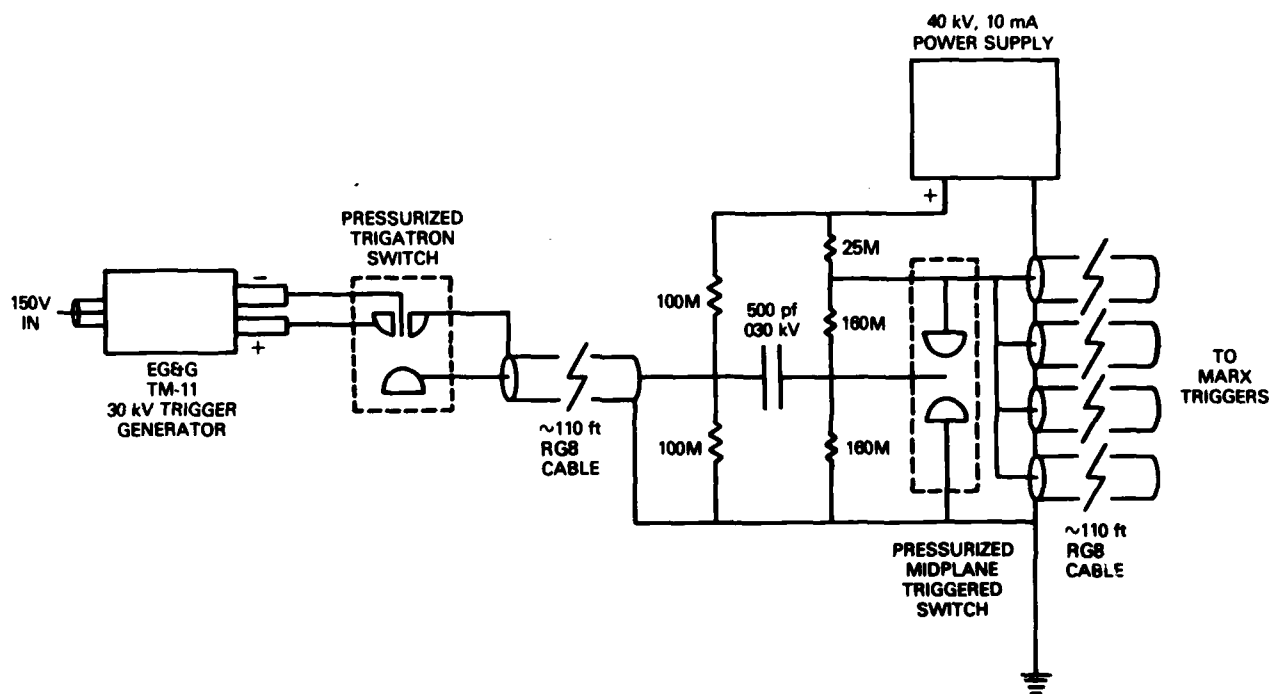 40 kV, 10 mA
POWER SUPPLY
+
PRESSURIZED
TRIGATRON
SWITCH
150V
IN
−
+
EG&G
TM-11
30 kV TRIGGER
GENERATOR
~110 ft
RG8
CABLE
100M
100M
500 pf
030 kV
25M
160M
160M
PRESSURIZED
MIDPLANE
TRIGGERED
SWITCH
TO
MARX
TRIGGERS
~110 ft
RG8
CABLE